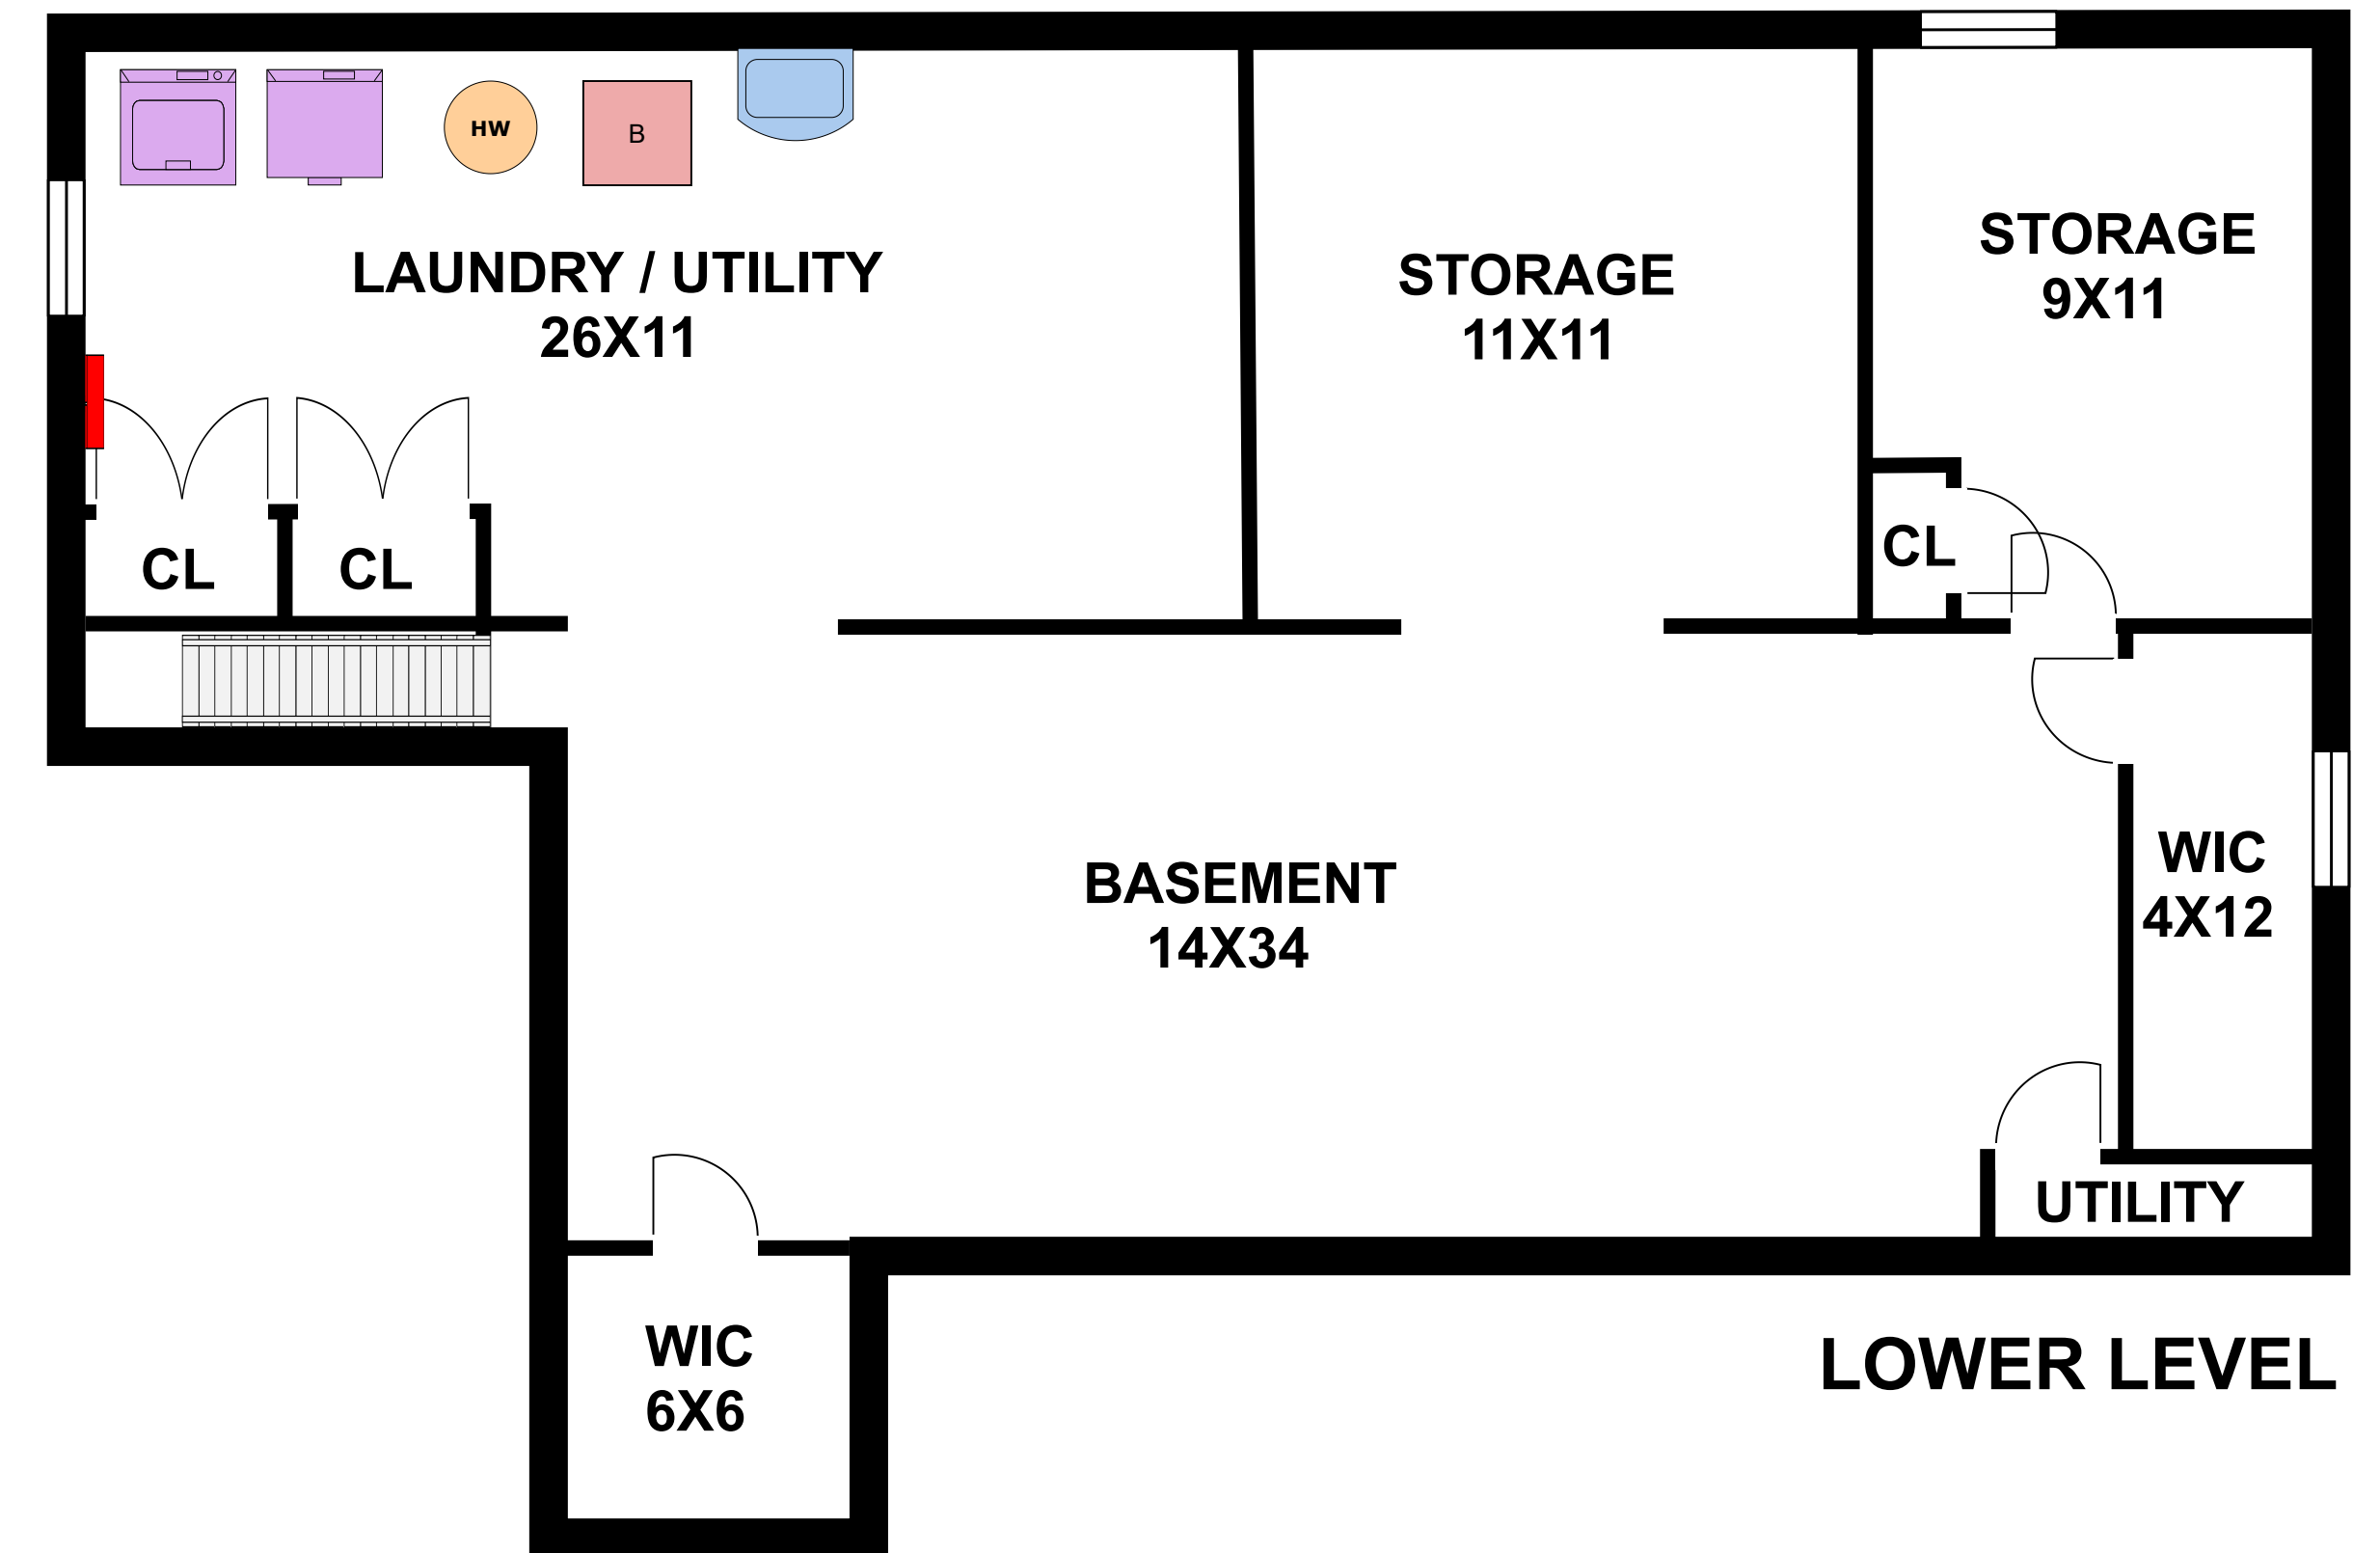 HW
B
LAUNDRY / UTILITY
26X11
STORAGE
11X11
STORAGE
9X11
CL
CL
CL
BASEMENT
14X34
WIC
4X12
UTILITY
WIC
6X6
LOWER LEVEL